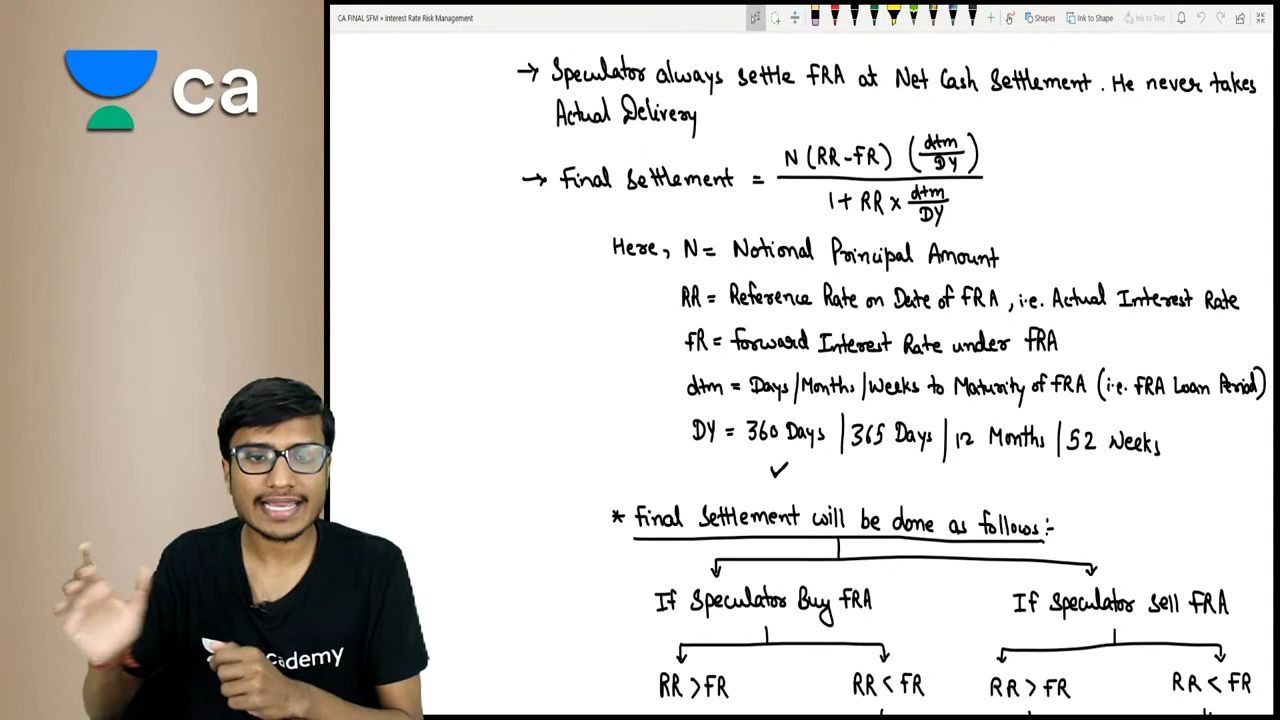 CA FINAL SFM » Interest Rate Risk Management
Shapes
Ink to Shape
Ink to Text
ca
→ Speculator always settle FRA at Net Cash Settlement. He never takes
Actual Delivery
→ Final Settlement = N (RR-FR) (dtm/DY) / 1 + RR × dtm/DY
Here, N = Notional Principal Amount
RR = Reference Rate on Date of FRA, i.e. Actual Interest Rate
FR = Forward Interest Rate under FRA
dtm = Days/Months/Weeks to Maturity of FRA (i.e. FRA Loan Period)
DY = 360 Days | 365 Days | 12 Months | 52 Weeks
✓
* Final Settlement will be done as follows:-
If Speculator Buy FRA
If Speculator Sell FRA
RR > FR
RR < FR
RR > FR
RR < FR